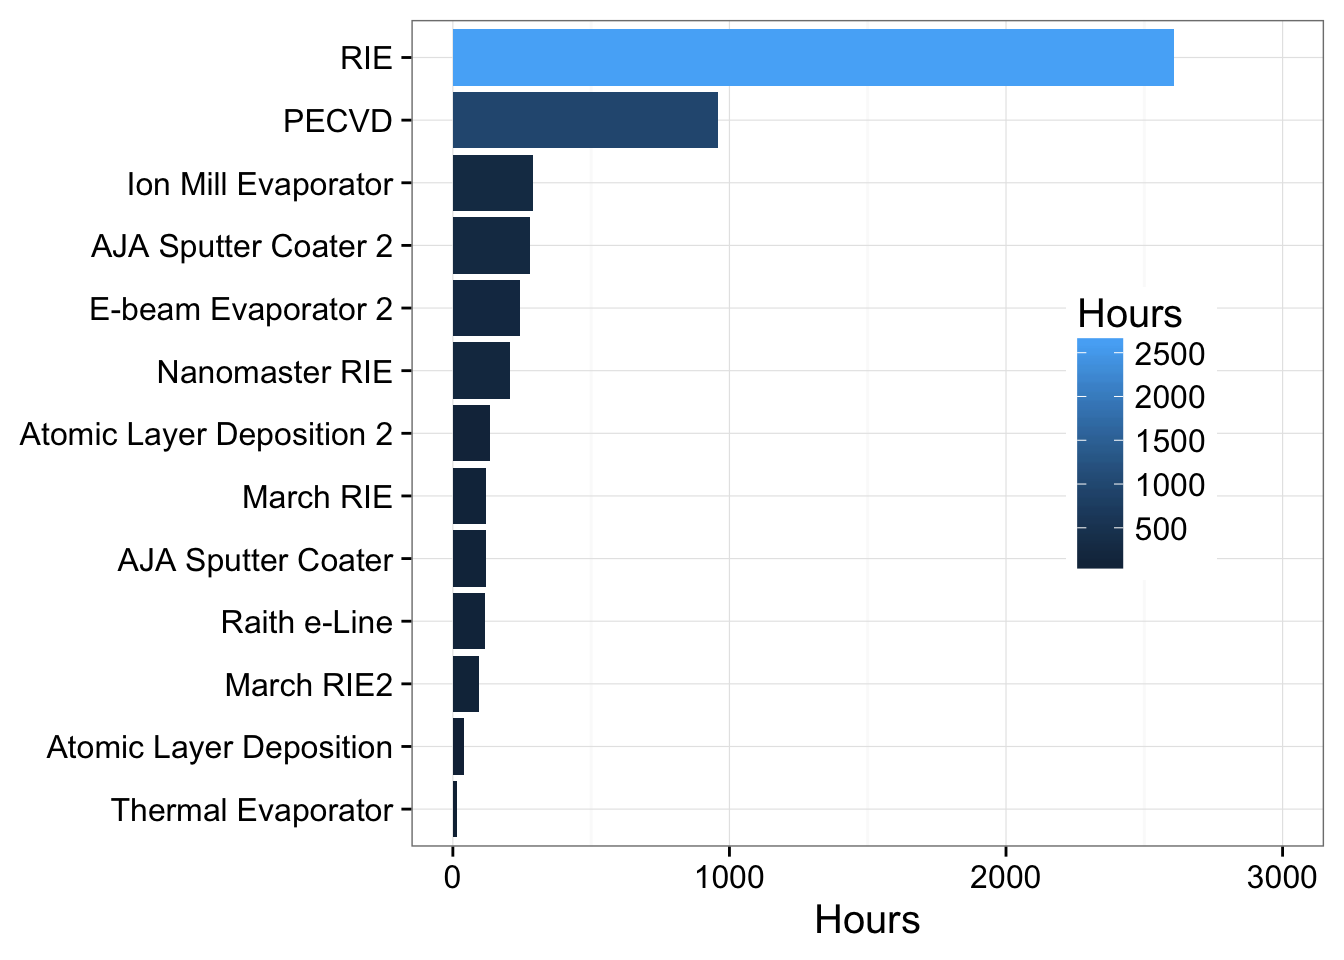 RIE
PECVD
Ion Mill Evaporator
AJA Sputter Coater 2
E-beam Evaporator 2
Nanomaster RIE
Atomic Layer Deposition 2
March RIE
AJA Sputter Coater
Raith e-Line
March RIE2
Atomic Layer Deposition
Thermal Evaporator
Hours
2500
2000
1500
1000
500
0 1000 2000 3000
Hours